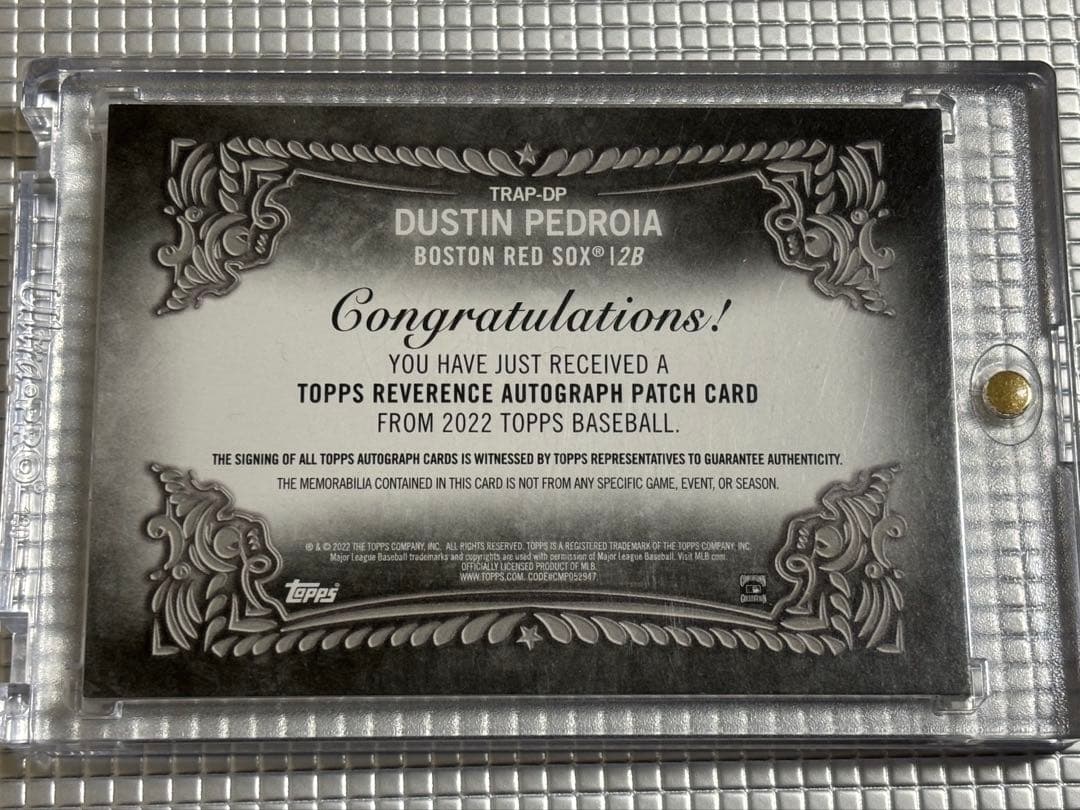 TRAP-DP
DUSTIN PEDROIA
BOSTON RED SOX® | 2B
Congratulations!
YOU HAVE JUST RECEIVED A
TOPPS REVERENCE AUTOGRAPH PATCH CARD
FROM 2022 TOPPS BASEBALL.
THE SIGNING OF ALL TOPPS AUTOGRAPH CARDS IS WITNESSED BY TOPPS REPRESENTATIVES TO GUARANTEE AUTHENTICITY.
THE MEMORABILIA CONTAINED IN THIS CARD IS NOT FROM ANY SPECIFIC GAME, EVENT, OR SEASON.
® & © 2022 THE TOPPS COMPANY, INC. ALL RIGHTS RESERVED. TOPPS IS A REGISTERED TRADEMARK OF THE TOPPS COMPANY, INC.
Major League Baseball trademarks and copyrights are used with permission of Major League Baseball. Visit MLB.com.
OFFICIALLY LICENSED PRODUCT OF MLB.
WWW.TOPPS.COM. CODE#CMP052947
Topps®
Ultra PRO®